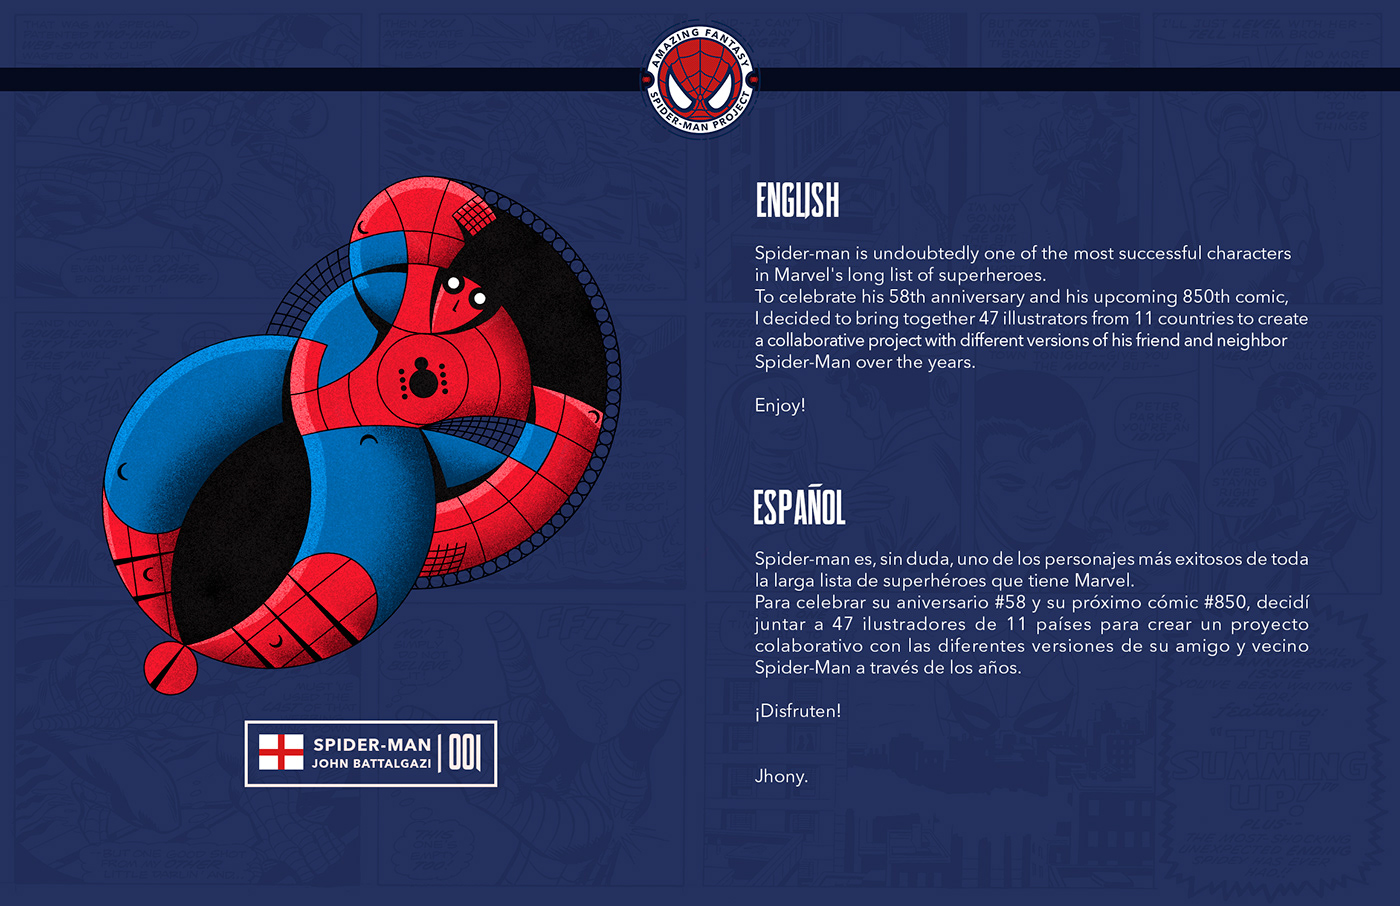 AMAZING FANTASY
SPIDER-MAN PROJECT
ENGLISH
Spider-man is undoubtedly one of the most successful characters
in Marvel's long list of superheroes.
To celebrate his 58th anniversary and his upcoming 850th comic,
I decided to bring together 47 illustrators from 11 countries to create
a collaborative project with different versions of his friend and neighbor
Spider-Man over the years.
Enjoy!
ESPAÑOL
Spider-man es, sin duda, uno de los personajes más exitosos de toda
la larga lista de superhéroes que tiene Marvel.
Para celebrar su aniversario #58 y su próximo cómic #850, decidí
juntar a 47 ilustradores de 11 países para crear un proyecto
colaborativo con las diferentes versiones de su amigo y vecino
Spider-Man a través de los años.
¡Disfruten!
Jhony.
SPIDER-MAN
JOHN BATTALGAZI
001